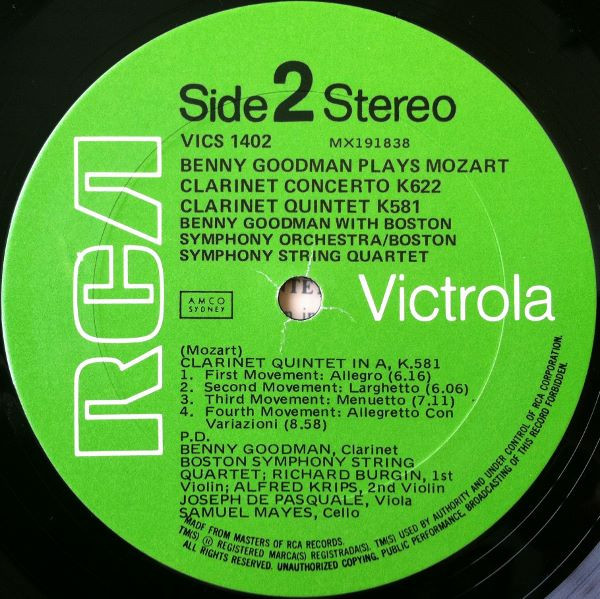 Side 2 Stereo
VICS 1402 MX191838
BENNY GOODMAN PLAYS MOZART
CLARINET CONCERTO K622
CLARINET QUINTET K581
BENNY GOODMAN WITH BOSTON
SYMPHONY ORCHESTRA/BOSTON
SYMPHONY STRING QUARTET
RCA
AMCO
SYDNEY
Victrola
(Mozart)
CLARINET QUINTET IN A, K.581
1. First Movement: Allegro (6.16)
2. Second Movement: Larghetto (6.06)
3. Third Movement: Menuetto (7.11)
4. Fourth Movement: Allegretto Con
Variazioni (8.58)
P.D.
BENNY GOODMAN, Clarinet
BOSTON SYMPHONY STRING
QUARTET; RICHARD BURGIN, 1st
Violin; ALFRED KRIPS, 2nd Violin
JOSEPH DE PASQUALE, Viola
SAMUEL MAYES, Cello
MADE FROM MASTERS OF RCA RECORDS.
TM(S) ® REGISTERED MARCA(S) REGISTRADA(S). TM(S) USED BY AUTHORITY AND UNDER CONTROL OF RCA CORPORATION.
ALL RIGHTS RESERVED. UNAUTHORIZED COPYING, PUBLIC PERFORMANCE, BROADCASTING OF THIS RECORD FORBIDDEN.